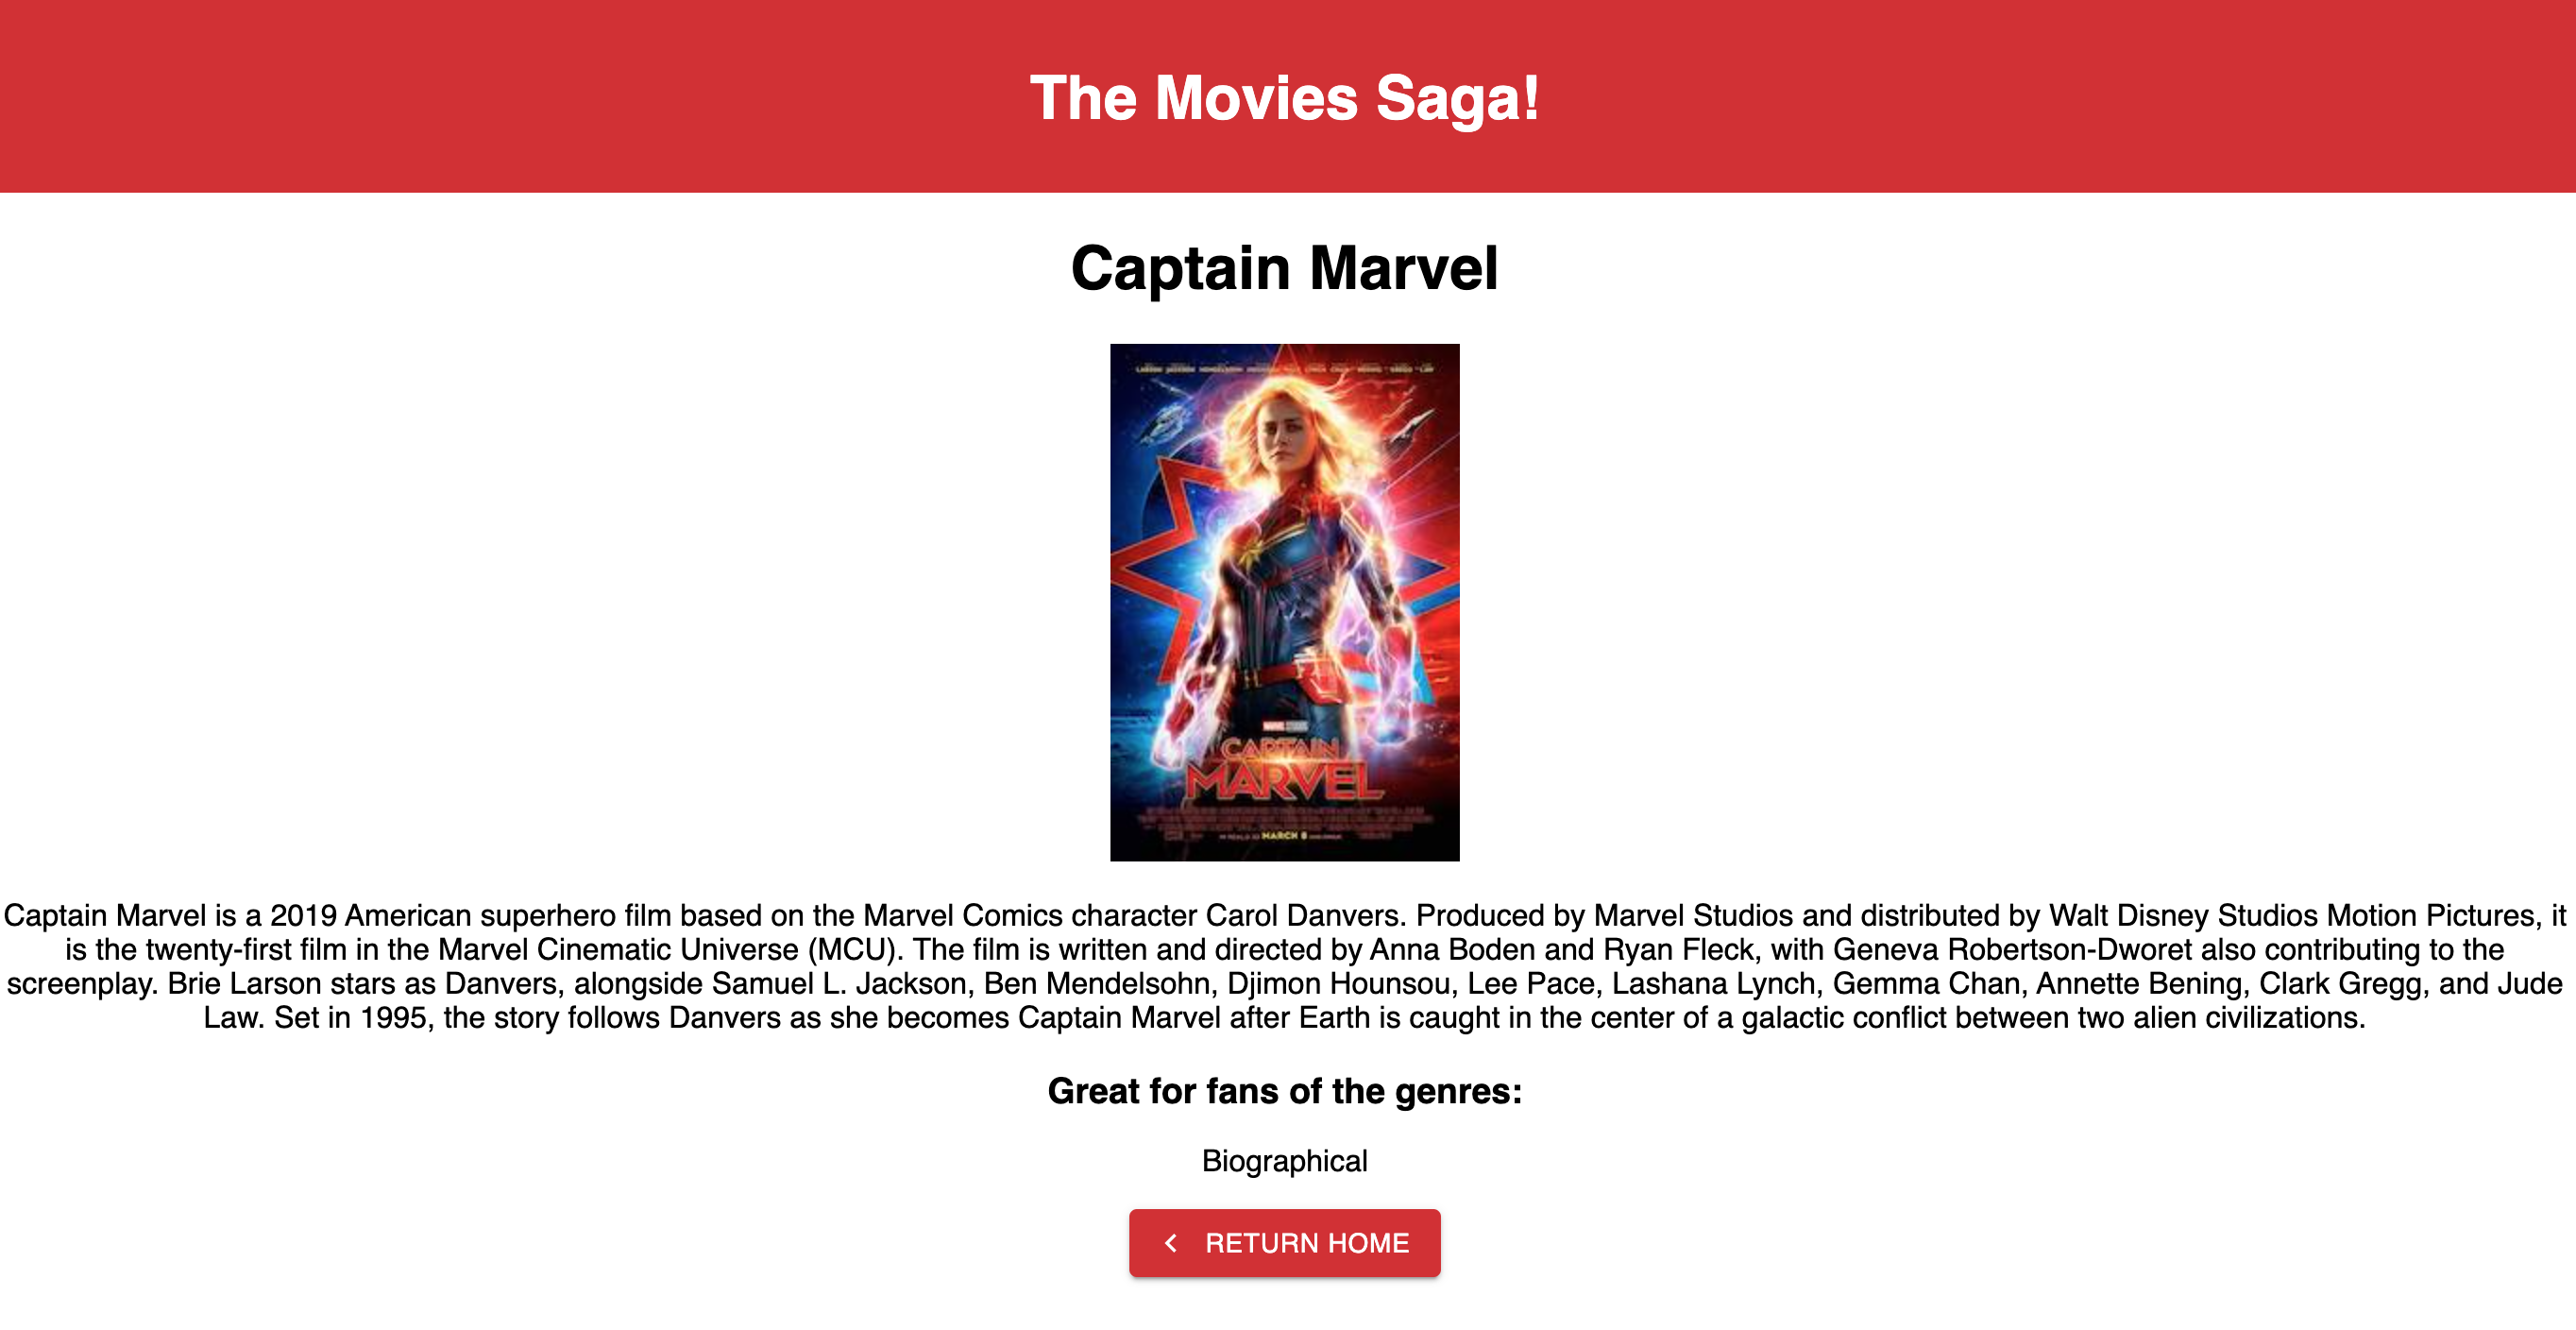 The Movies Saga!
Captain Marvel
CAPTAIN
MARVEL
MARCH 8
Captain Marvel is a 2019 American superhero film based on the Marvel Comics character Carol Danvers. Produced by Marvel Studios and distributed by Walt Disney Studios Motion Pictures, it
is the twenty-first film in the Marvel Cinematic Universe (MCU). The film is written and directed by Anna Boden and Ryan Fleck, with Geneva Robertson-Dworet also contributing to the
screenplay. Brie Larson stars as Danvers, alongside Samuel L. Jackson, Ben Mendelsohn, Djimon Hounsou, Lee Pace, Lashana Lynch, Gemma Chan, Annette Bening, Clark Gregg, and Jude
Law. Set in 1995, the story follows Danvers as she becomes Captain Marvel after Earth is caught in the center of a galactic conflict between two alien civilizations.
Great for fans of the genres:
Biographical
RETURN HOME